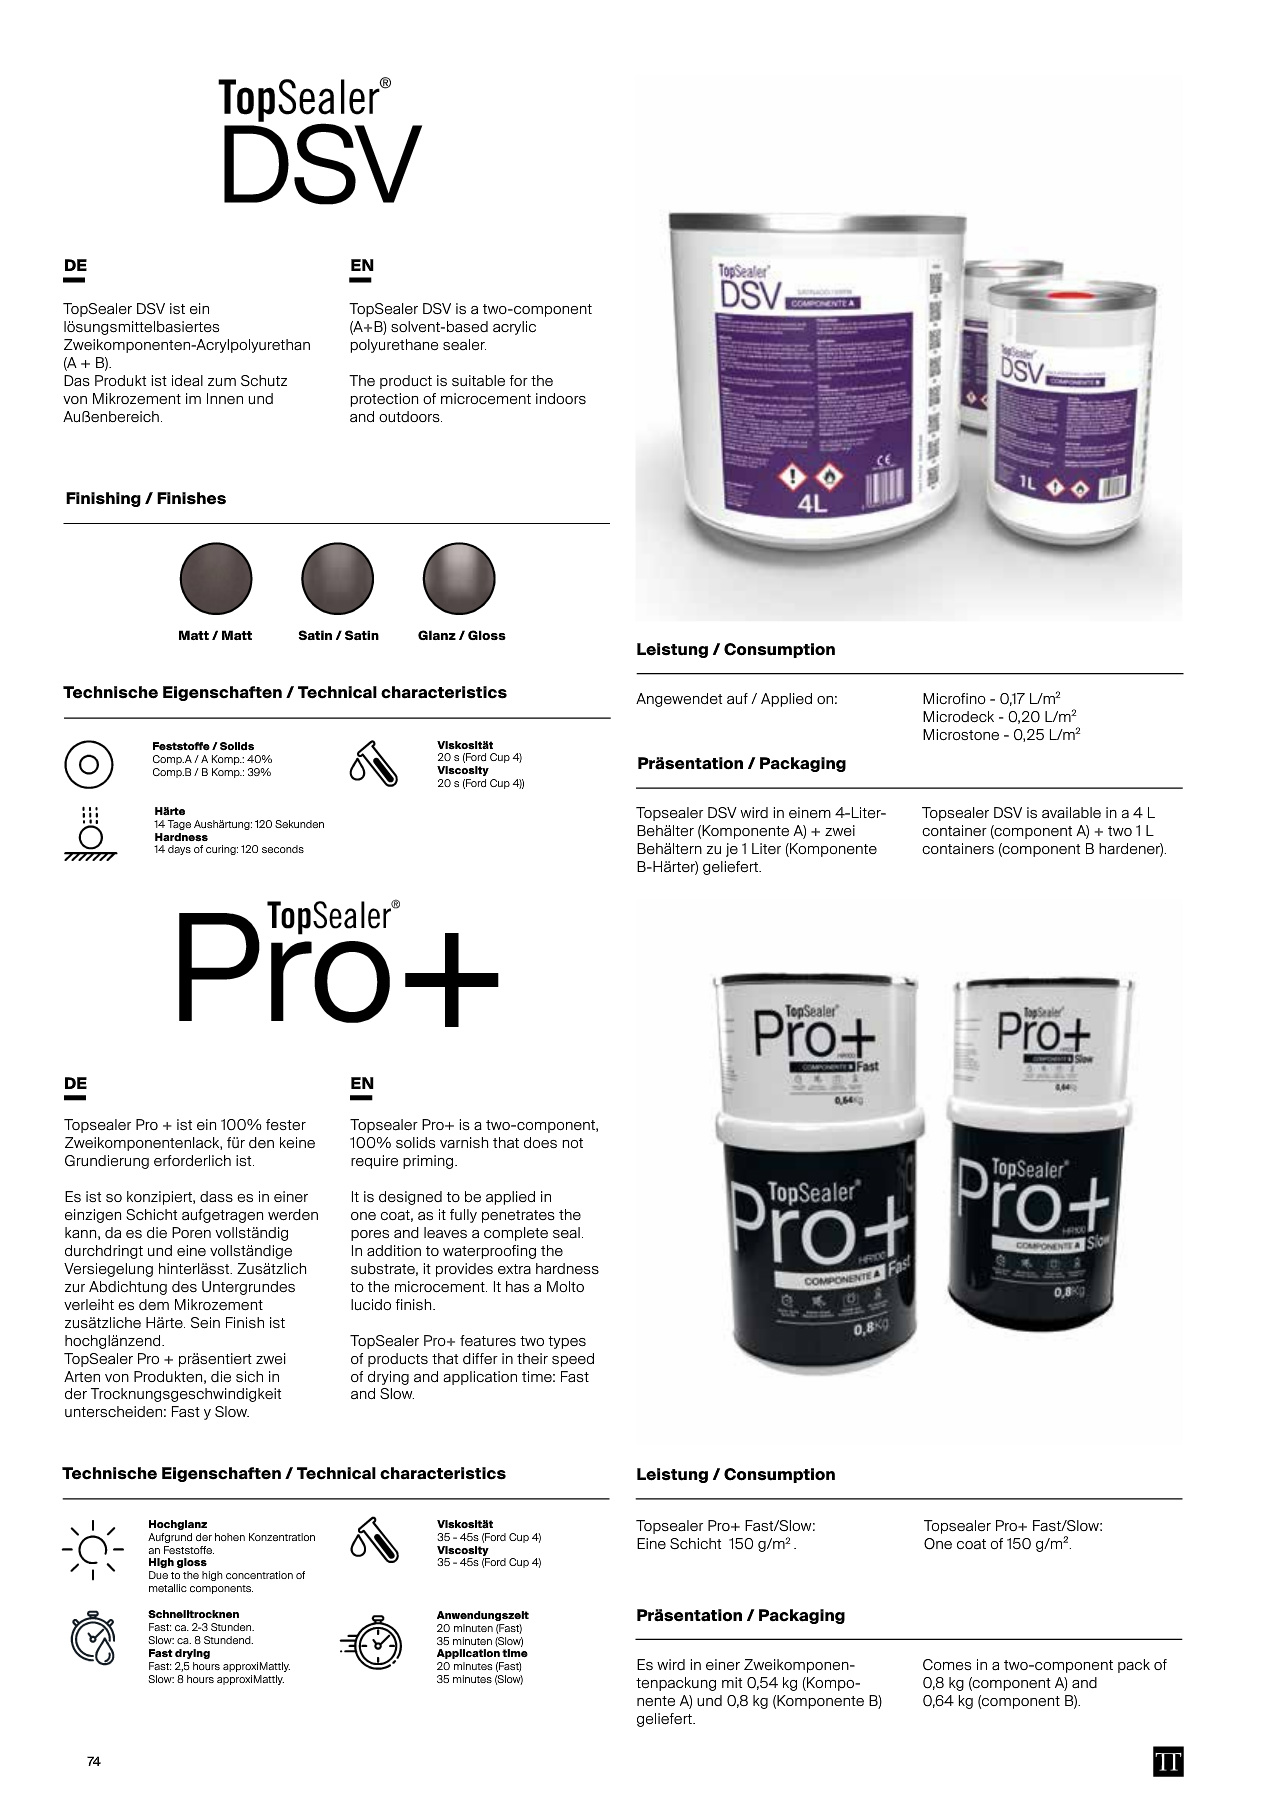 TopSealer®
DSV
DE
TopSealer DSV ist ein
lösungsmittelbasiertes
Zweikomponenten-Acrylpolyurethan
(A + B).
Das Produkt ist ideal zum Schutz
von Mikrozement im Innen und
Außenbereich.
EN
TopSealer DSV is a two-component
(A+B) solvent-based acrylic
polyurethane sealer.
The product is suitable for the
protection of microcement indoors
and outdoors.
Finishing / Finishes
Matt / Matt
Satin / Satin
Glanz / Gloss
Technische Eigenschaften / Technical characteristics
Feststoffe / Solids
Comp.A / A Komp.: 40%
Comp.B / B Komp.: 39%
Viskosität
20 s (Ford Cup 4)
Viscosity
20 s (Ford Cup 4))
Härte
14 Tage Aushärtung: 120 Sekunden
Hardness
14 days of curing: 120 seconds
TopSealer®
DSV
COMPONENTE A
4L
TopSealer®
DSV
COMPONENTE B
1L
Leistung / Consumption
Angewendet auf / Applied on:
Microfino - 0,17 L/m²
Microdeck - 0,20 L/m²
Microstone - 0,25 L/m²
Präsentation / Packaging
Topsealer DSV wird in einem 4-Liter-
Behälter (Komponente A) + zwei
Behältern zu je 1 Liter (Komponente
B-Härter) geliefert.
Topsealer DSV is available in a 4 L
container (component A) + two 1 L
containers (component B hardener).
TopSealer®
Pro+
DE
Topsealer Pro + ist ein 100% fester
Zweikomponentenlack, für den keine
Grundierung erforderlich ist.
Es ist so konzipiert, dass es in einer
einzigen Schicht aufgetragen werden
kann, da es die Poren vollständig
durchdringt und eine vollständige
Versiegelung hinterlässt. Zusätzlich
zur Abdichtung des Untergrundes
verleiht es dem Mikrozement
zusätzliche Härte. Sein Finish ist
hochglänzend.
TopSealer Pro + präsentiert zwei
Arten von Produkten, die sich in
der Trocknungsgeschwindigkeit
unterscheiden: Fast y Slow.
EN
Topsealer Pro+ is a two-component,
100% solids varnish that does not
require priming.
It is designed to be applied in
one coat, as it fully penetrates the
pores and leaves a complete seal.
In addition to waterproofing the
substrate, it provides extra hardness
to the microcement. It has a Molto
lucido finish.
TopSealer Pro+ features two types
of products that differ in their speed
of drying and application time: Fast
and Slow.
TopSealer®
Pro+
HR100
COMPONENTE B Fast
0,64Kg
TopSealer®
Pro+
HR100
COMPONENTE A Fast
0,8Kg
TopSealer®
Pro+
COMPONENTE B Slow
0,64Kg
TopSealer®
Pro+
HR100
COMPONENTE A Slow
0,8Kg
Technische Eigenschaften / Technical characteristics
Hochglanz
Aufgrund der hohen Konzentration
an Feststoffe.
High gloss
Due to the high concentration of
metallic components.
Viskosität
35 - 45s (Ford Cup 4)
Viscosity
35 - 45s (Ford Cup 4)
Schnelltrocknen
Fast: ca. 2-3 Stunden.
Slow: ca. 8 Stundend.
Fast drying
Fast: 2,5 hours approxiMattly.
Slow: 8 hours approxiMattly.
Anwendungszeit
20 minuten (Fast)
35 minuten (Slow)
Application time
20 minutes (Fast)
35 minutes (Slow)
Leistung / Consumption
Topsealer Pro+ Fast/Slow:
Eine Schicht 150 g/m² .
Topsealer Pro+ Fast/Slow:
One coat of 150 g/m².
Präsentation / Packaging
Es wird in einer Zweikomponen-
tenpackung mit 0,54 kg (Kompo-
nente A) und 0,8 kg (Komponente B)
geliefert.
Comes in a two-component pack of
0,8 kg (component A) and
0,64 kg (component B).
74
TT